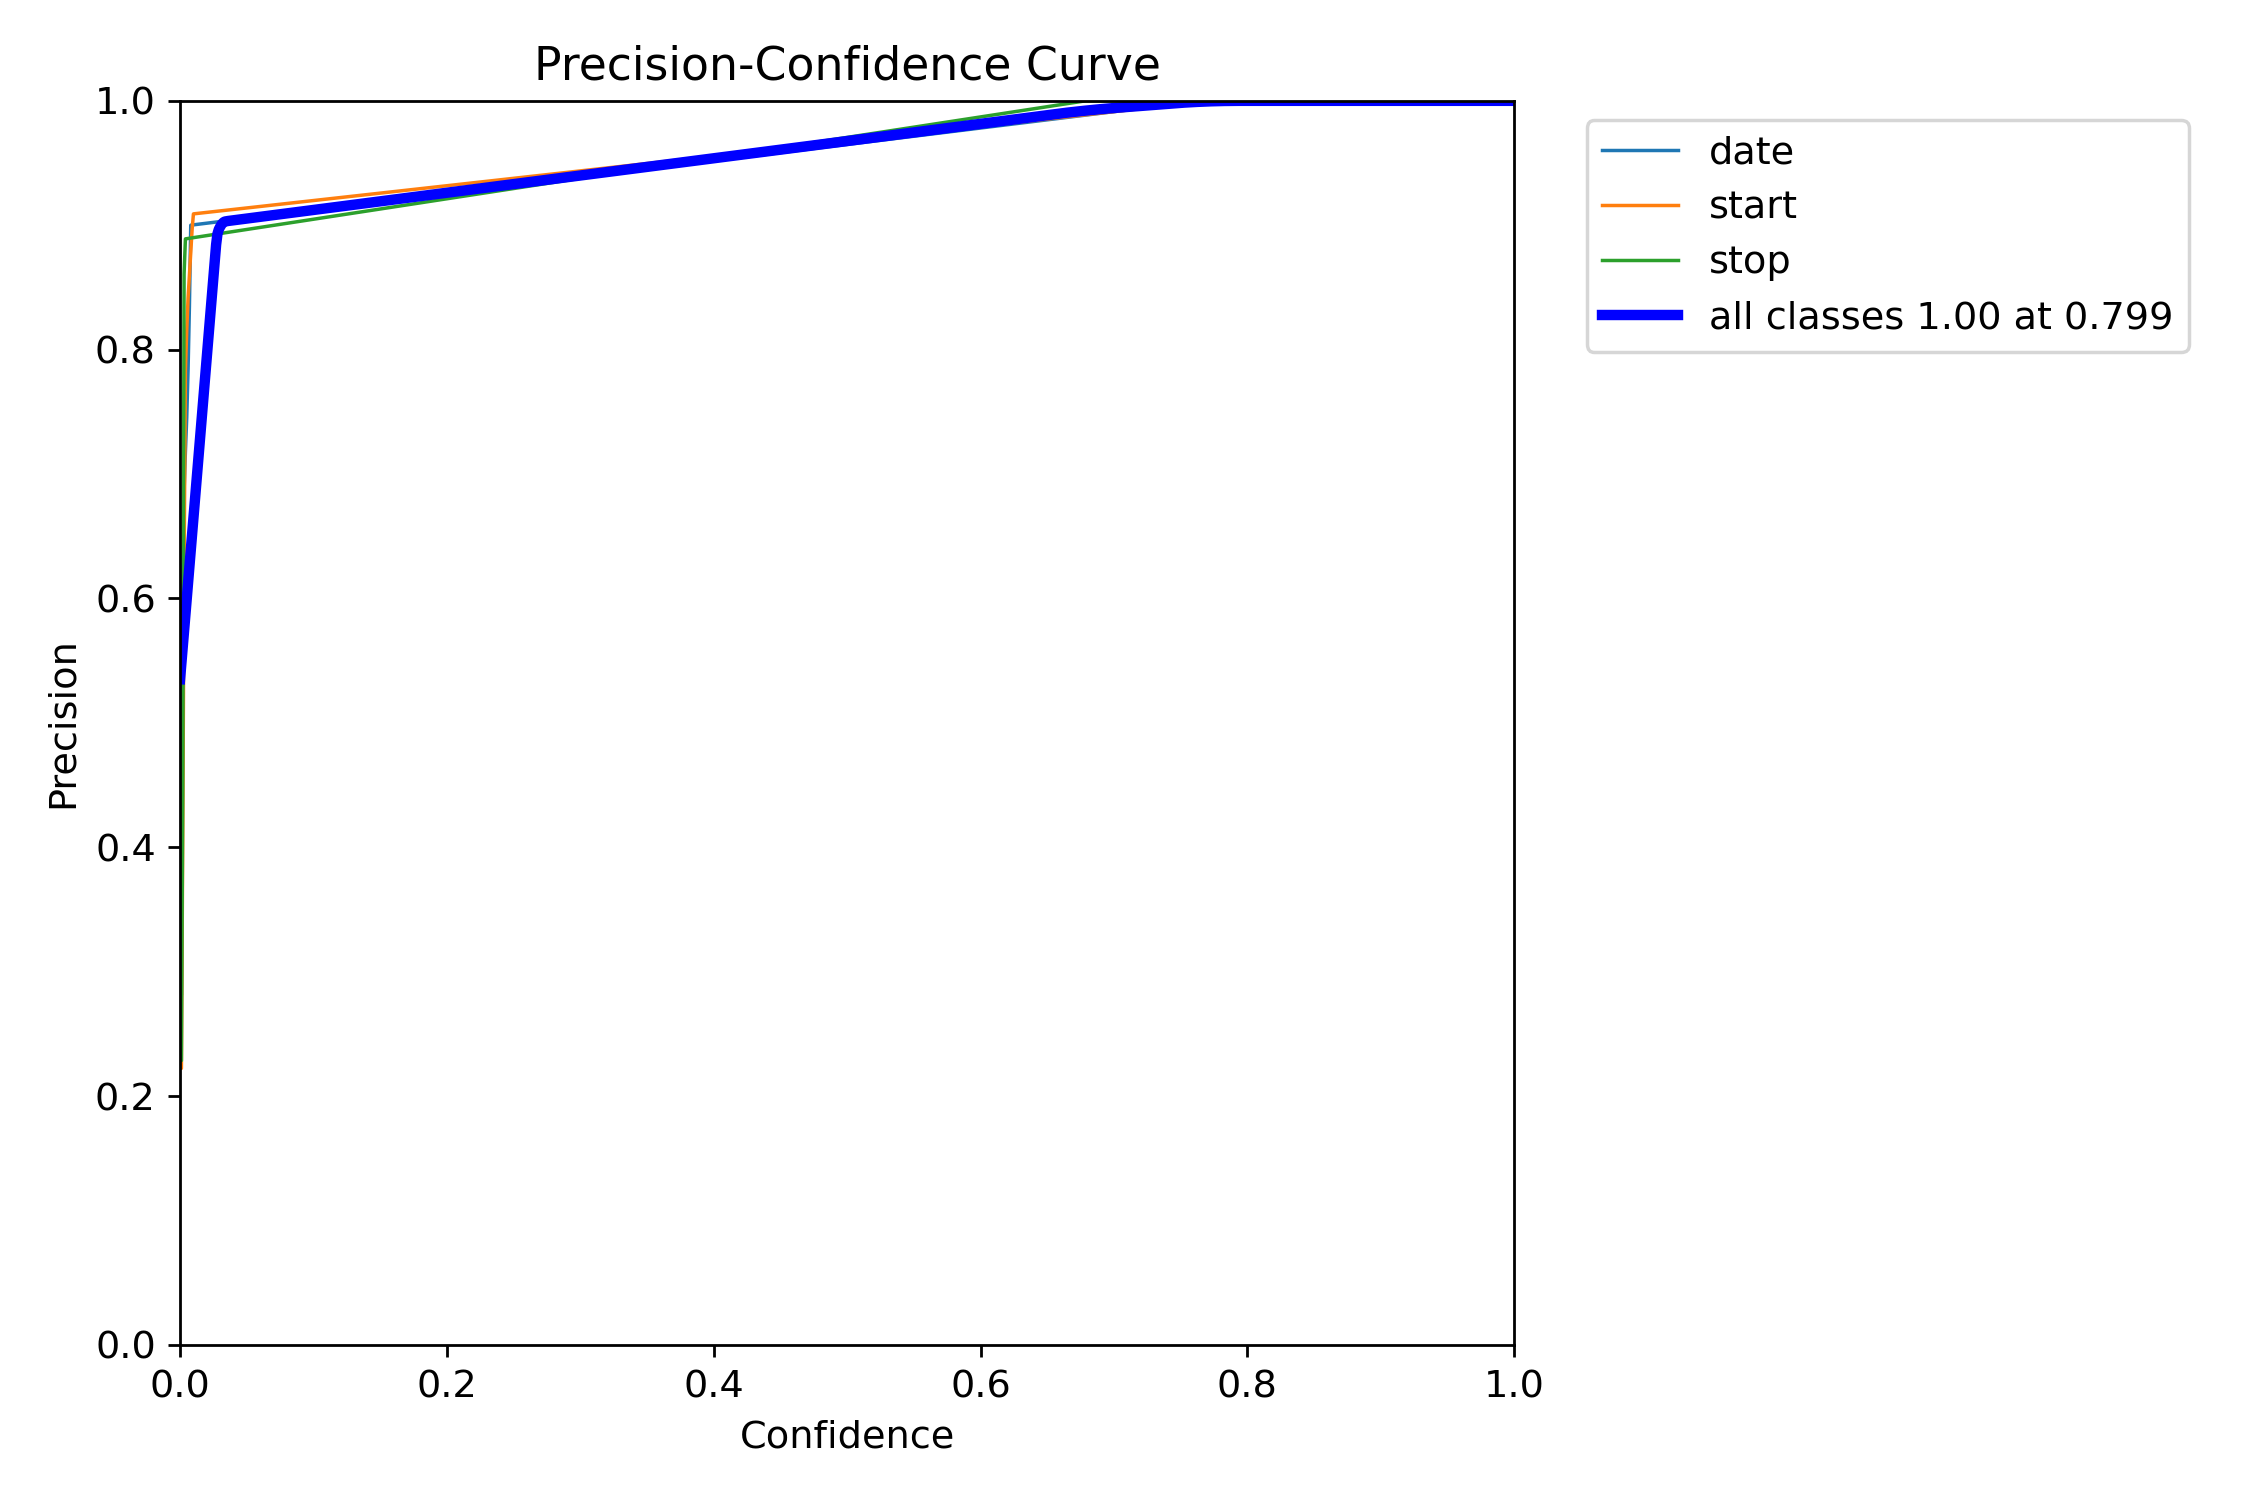 Precision-Confidence Curve
1.0
0.8
0.6
0.4
0.2
0.0
Precision
0.0 0.2 0.4 0.6 0.8 1.0
Confidence
date
start
stop
all classes 1.00 at 0.799